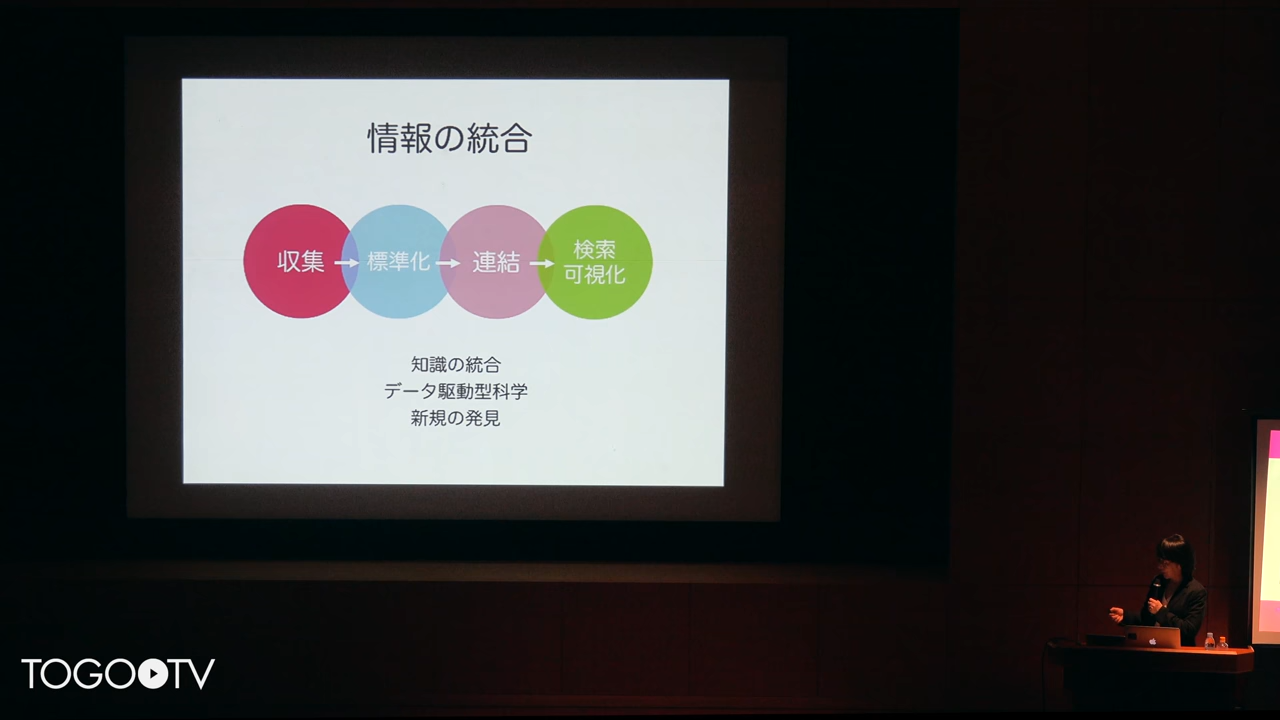 情報の統合
収集
標準化
連結
検索
可視化
知識の統合
データ駆動型科学
新規の発見
TOGOTV